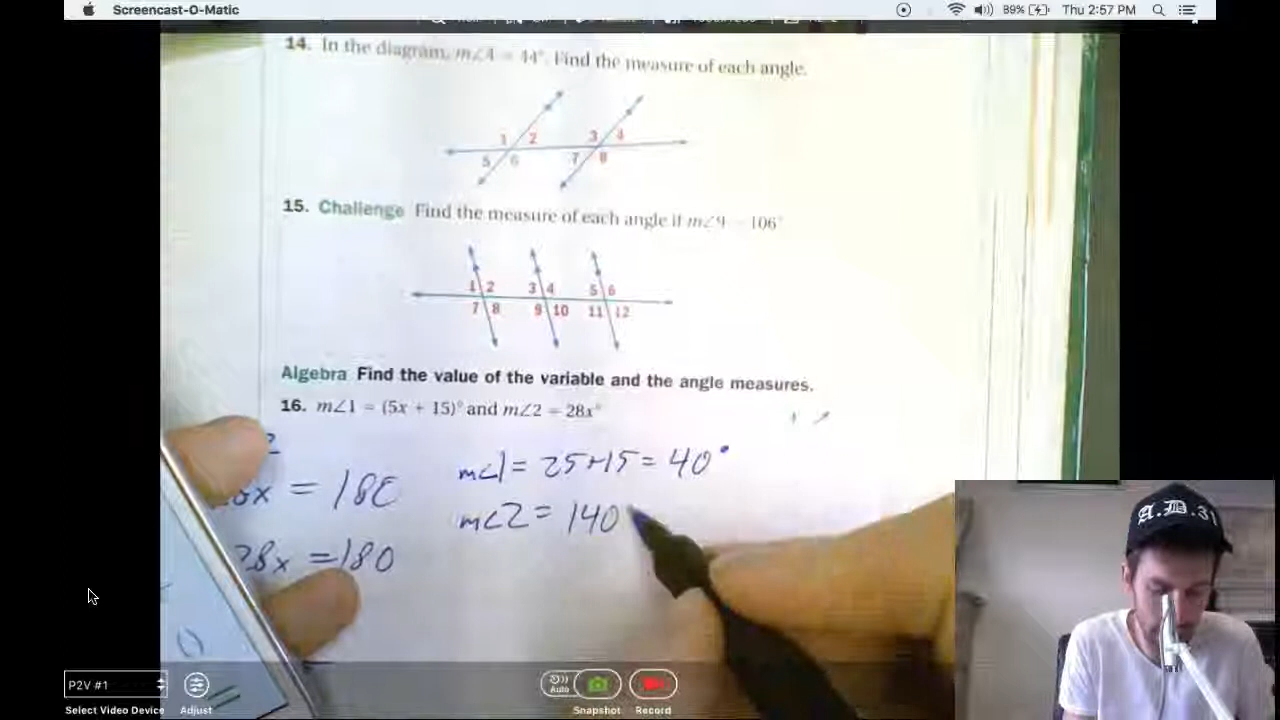 Screencast-O-Matic
89%
Thu 2:57 PM
14. In the diagram, m∠4 = 44°. Find the measure of each angle.
1 2 3 4
5 6 7 8
15. Challenge Find the measure of each angle if m∠9 = 106°
1 2 3 4 5 6
7 8 9 10 11 12
Algebra Find the value of the variable and the angle measures.
16. m∠1 = (5x + 15)° and m∠2 = 28x°
m∠1 = 25+15 = 40°
x = 180
m∠2 = 140
28x = 180
A.D.31
P2V #1
Auto
Select Video Device
Adjust
Snapshot
Record